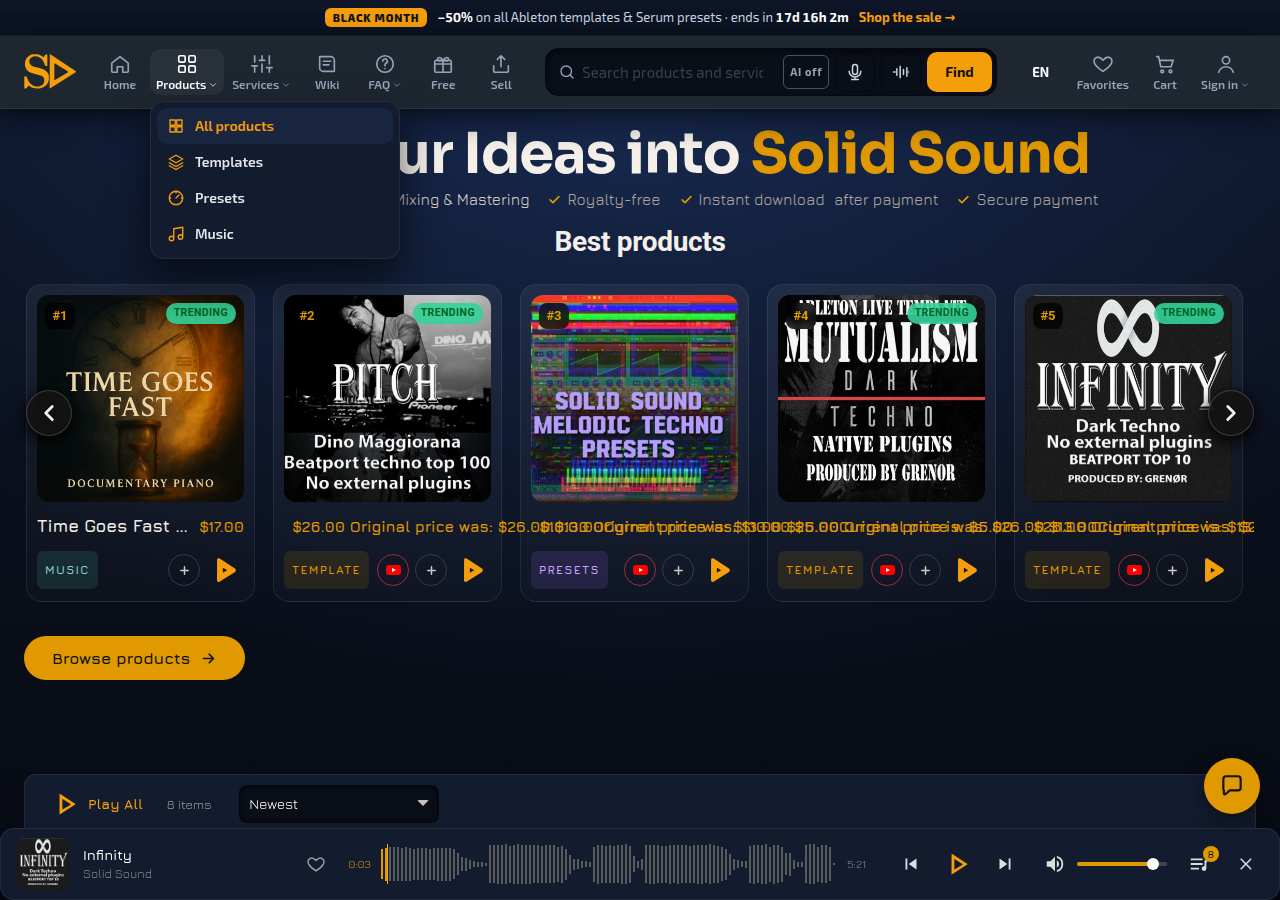 BLACK MONTH −50% on all Ableton templates & Serum presets · ends in 17d 16h 2m Shop the sale →
SD
Home
Products
Services
Wiki
FAQ
Free
Sell
Search products and servic
AI off
Find
EN
Favorites
Cart
Sign in
All products
Templates
Presets
Music
ur Ideas into Solid Sound
Mixing & Mastering
Royalty-free
Instant download after payment
Secure payment
Best products
#1
TRENDING
TIME GOES
FAST
DOCUMENTARY PIANO
Time Goes Fast ...
$17.00
MUSIC
#2
TRENDING
PITCH
Pioneer
Dino Maggiorana
Beatport techno top 100
No external plugins
$26.00 Original price was: $26.0
TEMPLATE
#3
SOLID SOUND
MELODIC TECHNO
PRESETS
PRESETS
#4
TRENDING
ABLETON LIVE TEMPLATE
MUTUALISM
DARK
TECHNO
NATIVE PLUGINS
PRODUCED BY GRENOR
TEMPLATE
#5
TRENDING
INFINITY
Dark Techno
No external plugins
BEATPORT TOP 10
PRODUCED BY: GRENØR
TEMPLATE
Browse products →
Play All
8 items
Newest
INFINITY
Infinity
Solid Sound
0:03
5:21
8